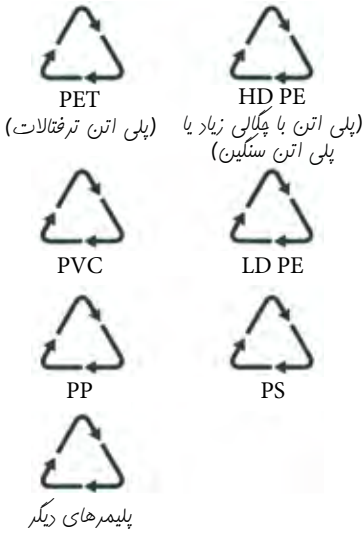 PET
(پلی اتن ترفتالات)
HD PE
(پلی اتن با چگالی زیاد یا
پلی اتن سنگین)
PVC
LD PE
PP
PS
پلیمرهای دیگر